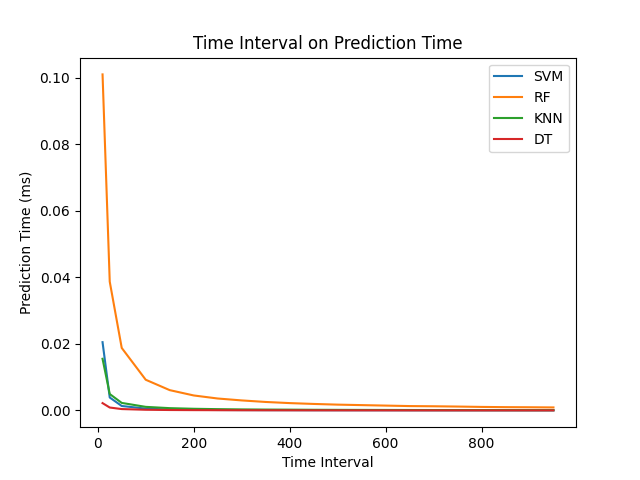 Time Interval on Prediction Time
SVM
RF
KNN
DT
Prediction Time (ms)
0.10
0.08
0.06
0.04
0.02
0.00
0 200 400 600 800
Time Interval